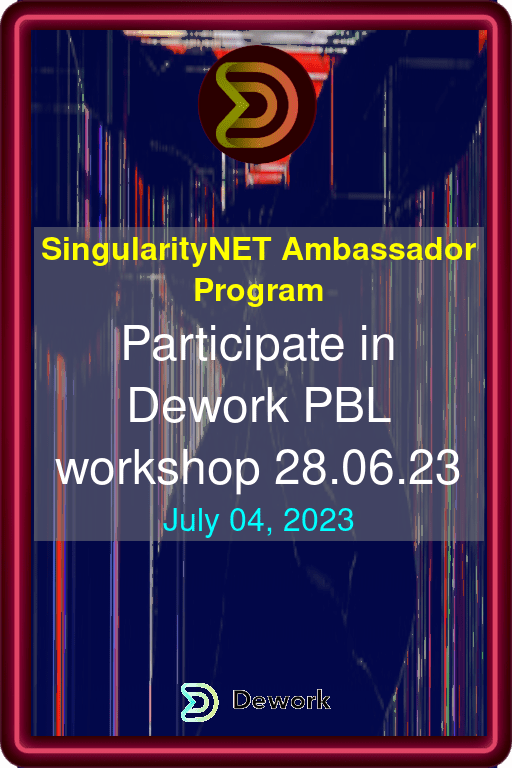 SingularityNET Ambassador
Program
Participate in
Dework PBL
workshop 28.06.23
July 04, 2023
Dework